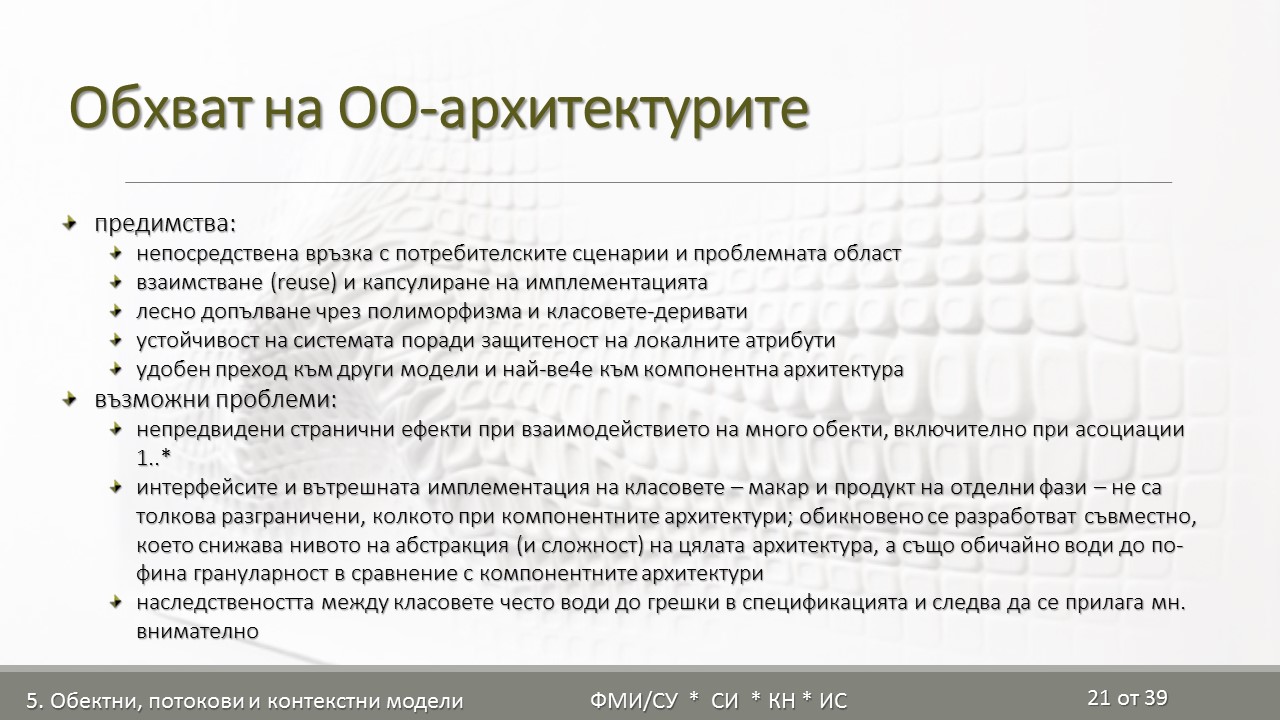 Обхват на ОО-архитектурите
предимства:
непосредствена връзка с потребителските сценарии и проблемната област
взаимстване (reuse) и капсулиране на имплементацията
лесно допълване чрез полиморфизма и класовете-деривати
устойчивост на системата поради защитеност на локалните атрибути
удобен преход към други модели и най-ве4е към компонентна архитектура
възможни проблеми:
непредвидени странични ефекти при взаимодействието на много обекти, включително при асоциации
1..*
интерфейсите и вътрешната имплементация на класовете – макар и продукт на отделни фази – не са
толкова разграничени, колкото при компонентните архитектури; обикновено се разработват съвместно,
което снижава нивото на абстракция (и сложност) на цялата архитектура, а също обичайно води до по-
фина грануларност в сравнение с компонентните архитектури
наследствеността между класовете често води до грешки в спецификацията и следва да се прилага мн.
внимателно
5. Обектни, потокови и контекстни модели
ФМИ/СУ * СИ * КН * ИС
21 от 39